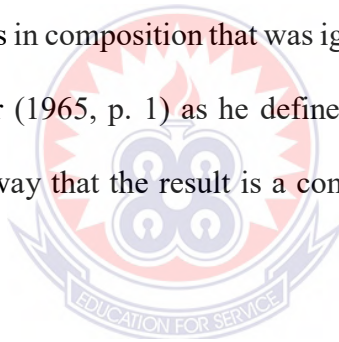 s in composition that was ig
r (1965, p. 1) as he define
way that the result is a con
EDUCATION FOR SERVICE